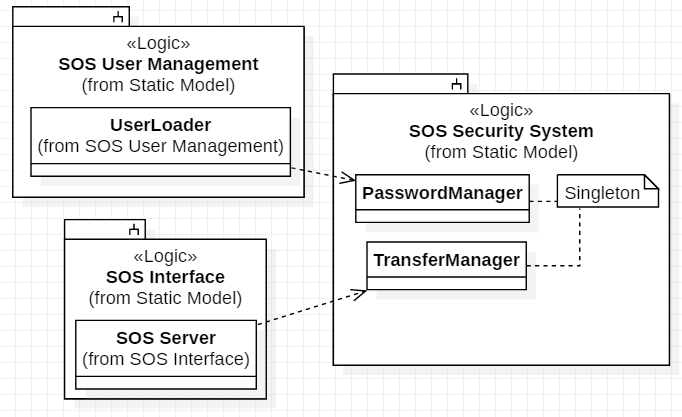 «Logic»
SOS User Management
(from Static Model)
UserLoader
(from SOS User Management)
«Logic»
SOS Security System
(from Static Model)
PasswordManager
Singleton
TransferManager
«Logic»
SOS Interface
(from Static Model)
SOS Server
(from SOS Interface)